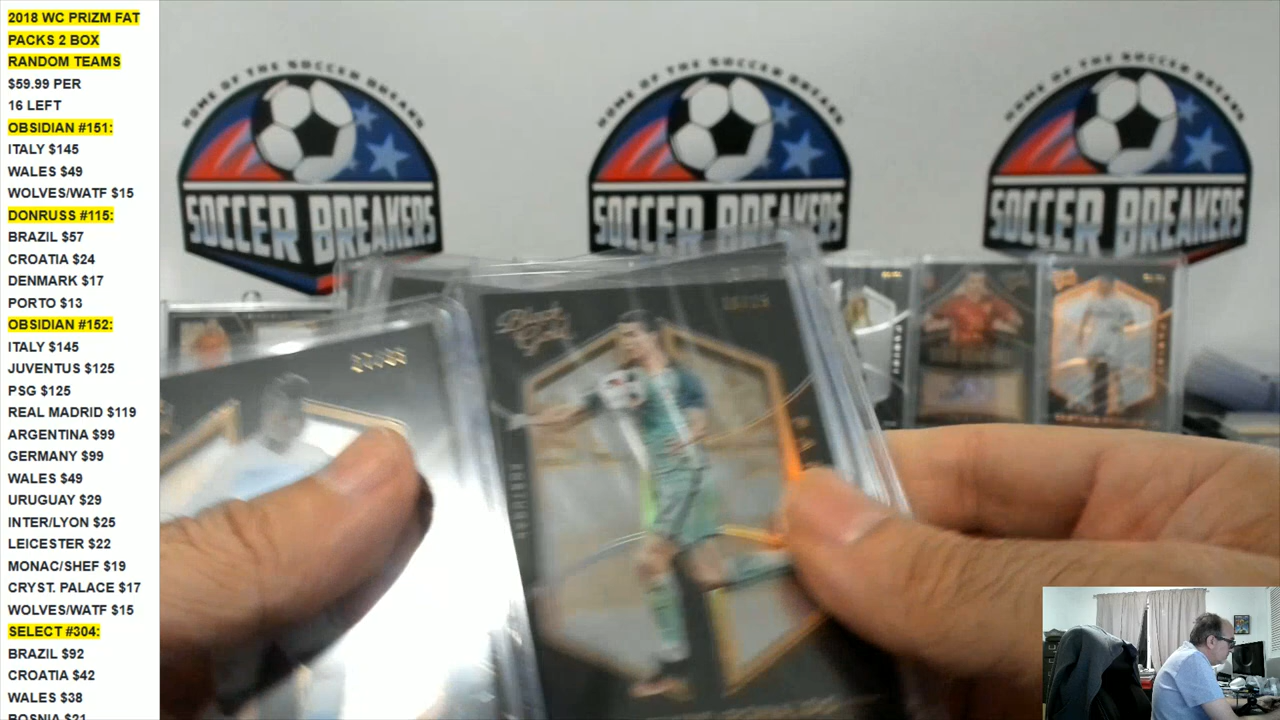 2018 WC PRIZM FAT
PACKS 2 BOX
RANDOM TEAMS
$59.99 PER
16 LEFT
OBSIDIAN #151:
ITALY $145
WALES $49
WOLVES/WATF $15
DONRUSS #115:
BRAZIL $57
CROATIA $24
DENMARK $17
PORTO $13
OBSIDIAN #152:
ITALY $145
JUVENTUS $125
PSG $125
REAL MADRID $119
ARGENTINA $99
GERMANY $99
WALES $49
URUGUAY $29
INTER/LYON $25
LEICESTER $22
MONAC/SHEF $19
CRYST. PALACE $17
WOLVES/WATF $15
SELECT #304:
BRAZIL $92
CROATIA $42
WALES $38
BOSNIA $21
HOME OF THE SOCCER BREAKS
SOCCER BREAKERS
HOME OF THE SOCCER BREAKS
SOCCER BREAKERS
HOME OF THE SOCCER BREAKS
SOCCER BREAKERS
Black Gold